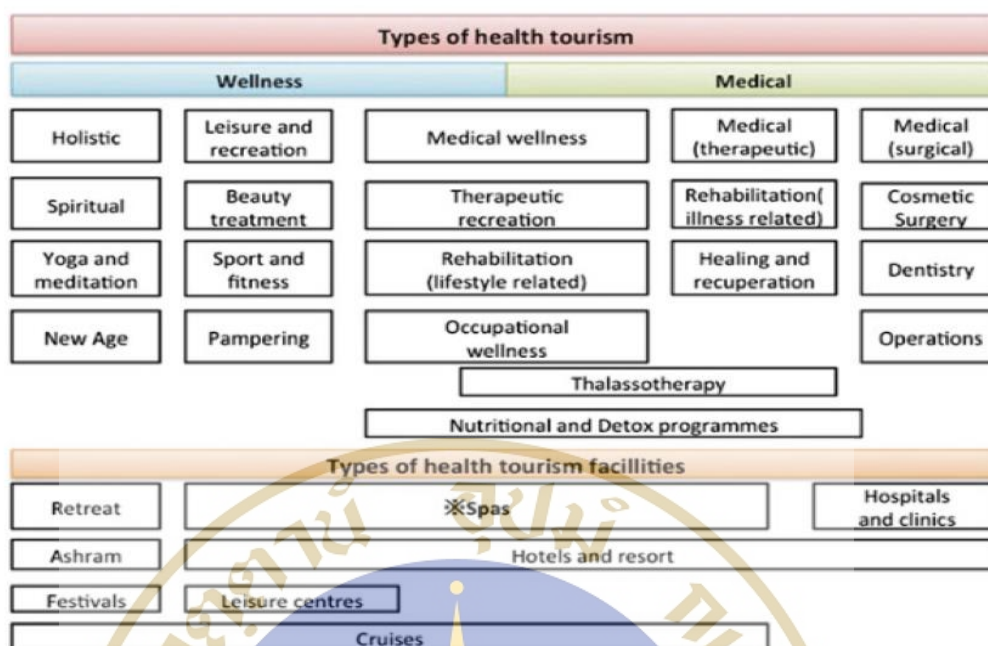 Types of health tourism
Wellness
Medical
Holistic
Leisure and
recreation
Medical wellness
Medical
(therapeutic)
Medical
(surgical)
Spiritual
Beauty
treatment
Therapeutic
recreation
Rehabilitation(
illness related)
Cosmetic
Surgery
Yoga and
meditation
Sport and
fitness
Rehabilitation
(lifestyle related)
Healing and
recuperation
Dentistry
New Age
Pampering
Occupational
wellness
Operations
Thalassotherapy
Nutritional and Detox programmes
Types of health tourism facillities
Retreat
※Spas
Hospitals
and clinics
Ashram
Hotels and resort
Festivals
Leisure centres
Cruises